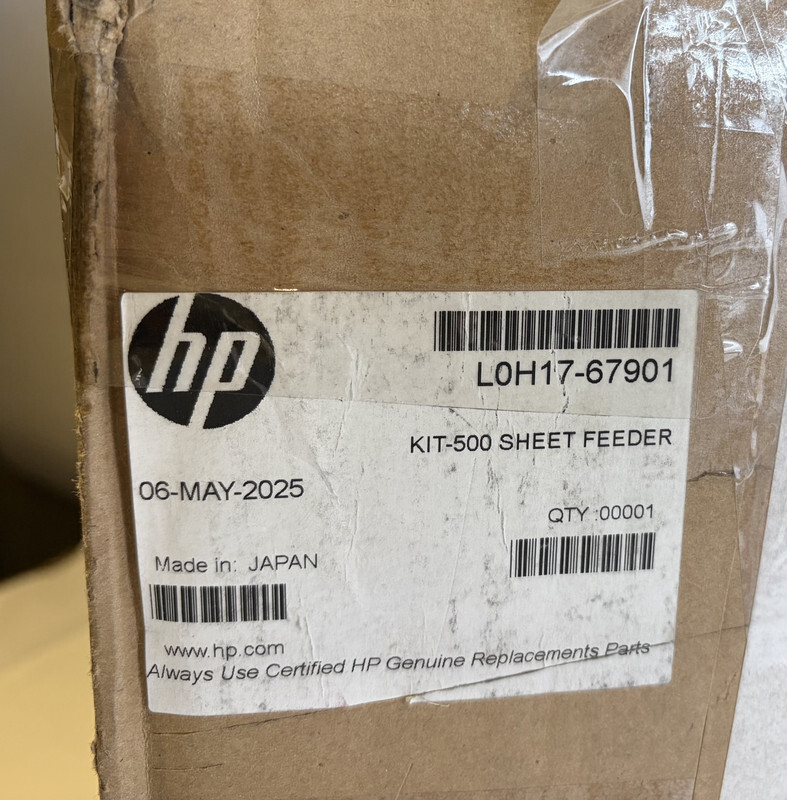 hp
L0H17-67901
KIT-500 SHEET FEEDER
06-MAY-2025
QTY :00001
Made in: JAPAN
www.hp.com
Always Use Certified HP Genuine Replacements Parts